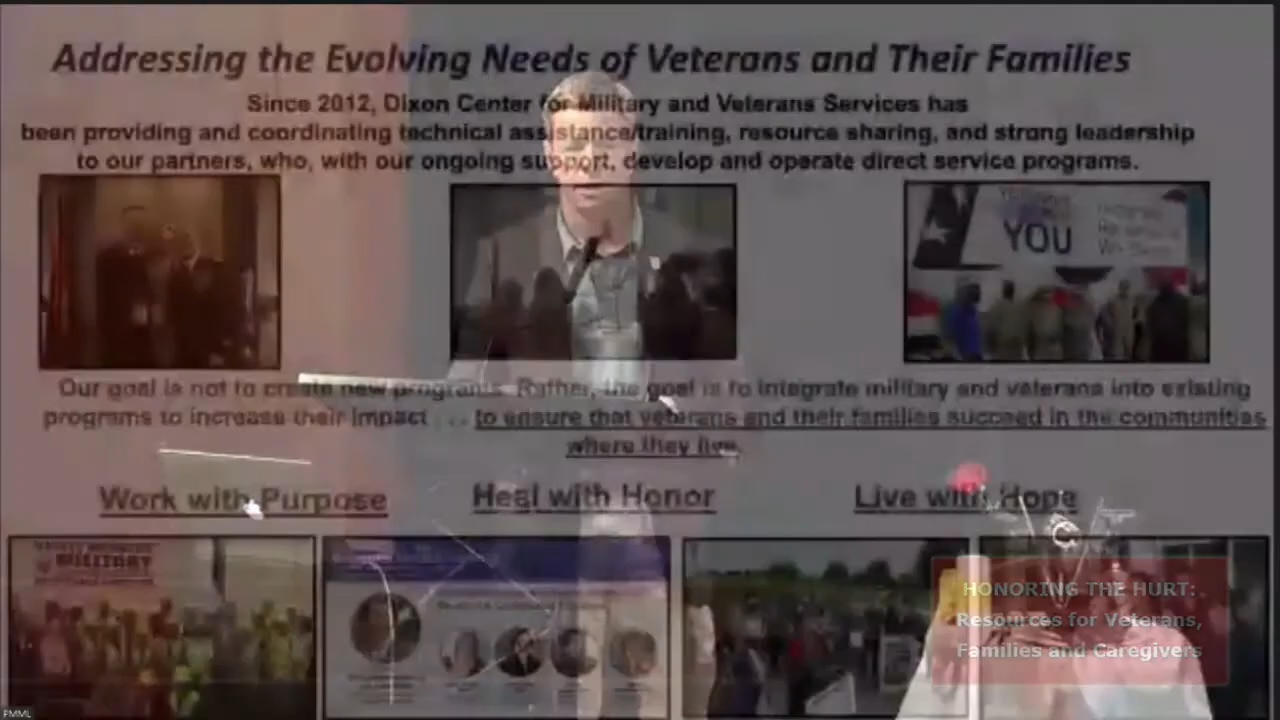 Addressing the Evolving Needs of Veterans and Their Families
Since 2012, Dixon Center for Military and Veterans Services has
been providing and coordinating technical assistance/training, resource sharing, and strong leadership
to our partners, who, with our ongoing support, develop and operate direct service programs.
YOU
Our goal is not to create new programs. Rather, the goal is to integrate military and veterans into existing
programs to increase their impact . . . to ensure that veterans and their families succeed in the communities
where they live.
Work with Purpose
Heal with Honor
Live with Hope
MILITARY
HONORING THE HURT:
Resources for Veterans,
Families and Caregivers
PMML